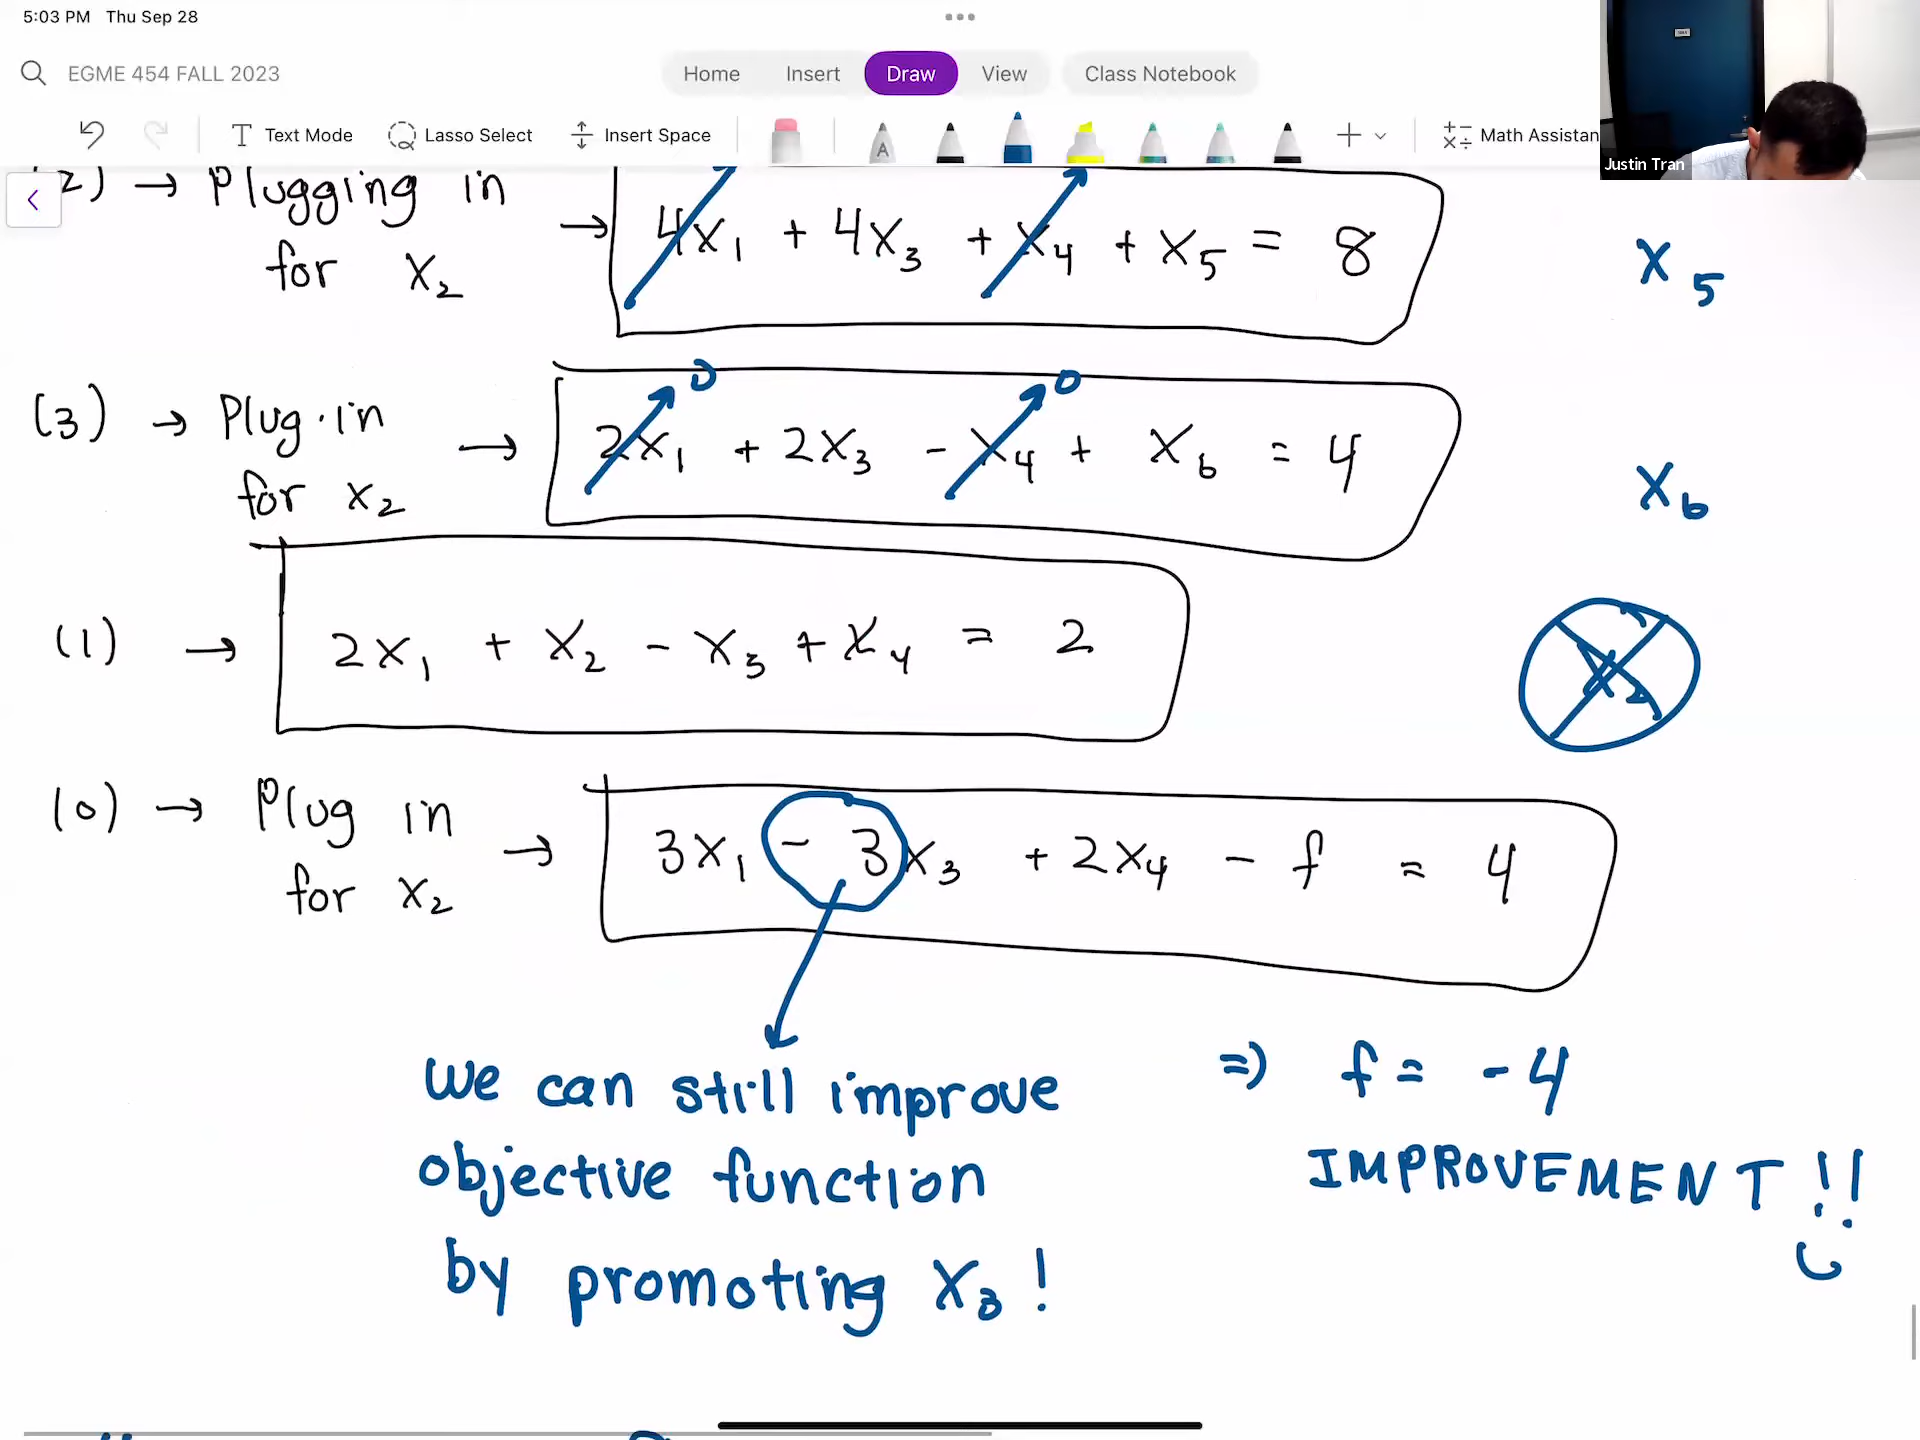 5:03 PM Thu Sep 28
EGME 454 FALL 2023
Home Insert Draw View Class Notebook
Text Mode Lasso Select Insert Space Math Assistan
Justin Tran
2) → Plugging in for x₂ → 4x₁ + 4x₃ + x₄ + x₅ = 8
x₅
0 0
(3) → Plug-in for x₂ → 2x₁ + 2x₃ - x₄ + x₆ = 4
x₆
(1) → 2x₁ + x₂ - x₃ + x₄ = 2
x₂
(0) → Plug in for x₂ → 3x₁ - 3x₃ + 2x₄ - f = 4
we can still improve
objective function
by promoting x₃ !
=> f = -4
IMPROVEMENT !!